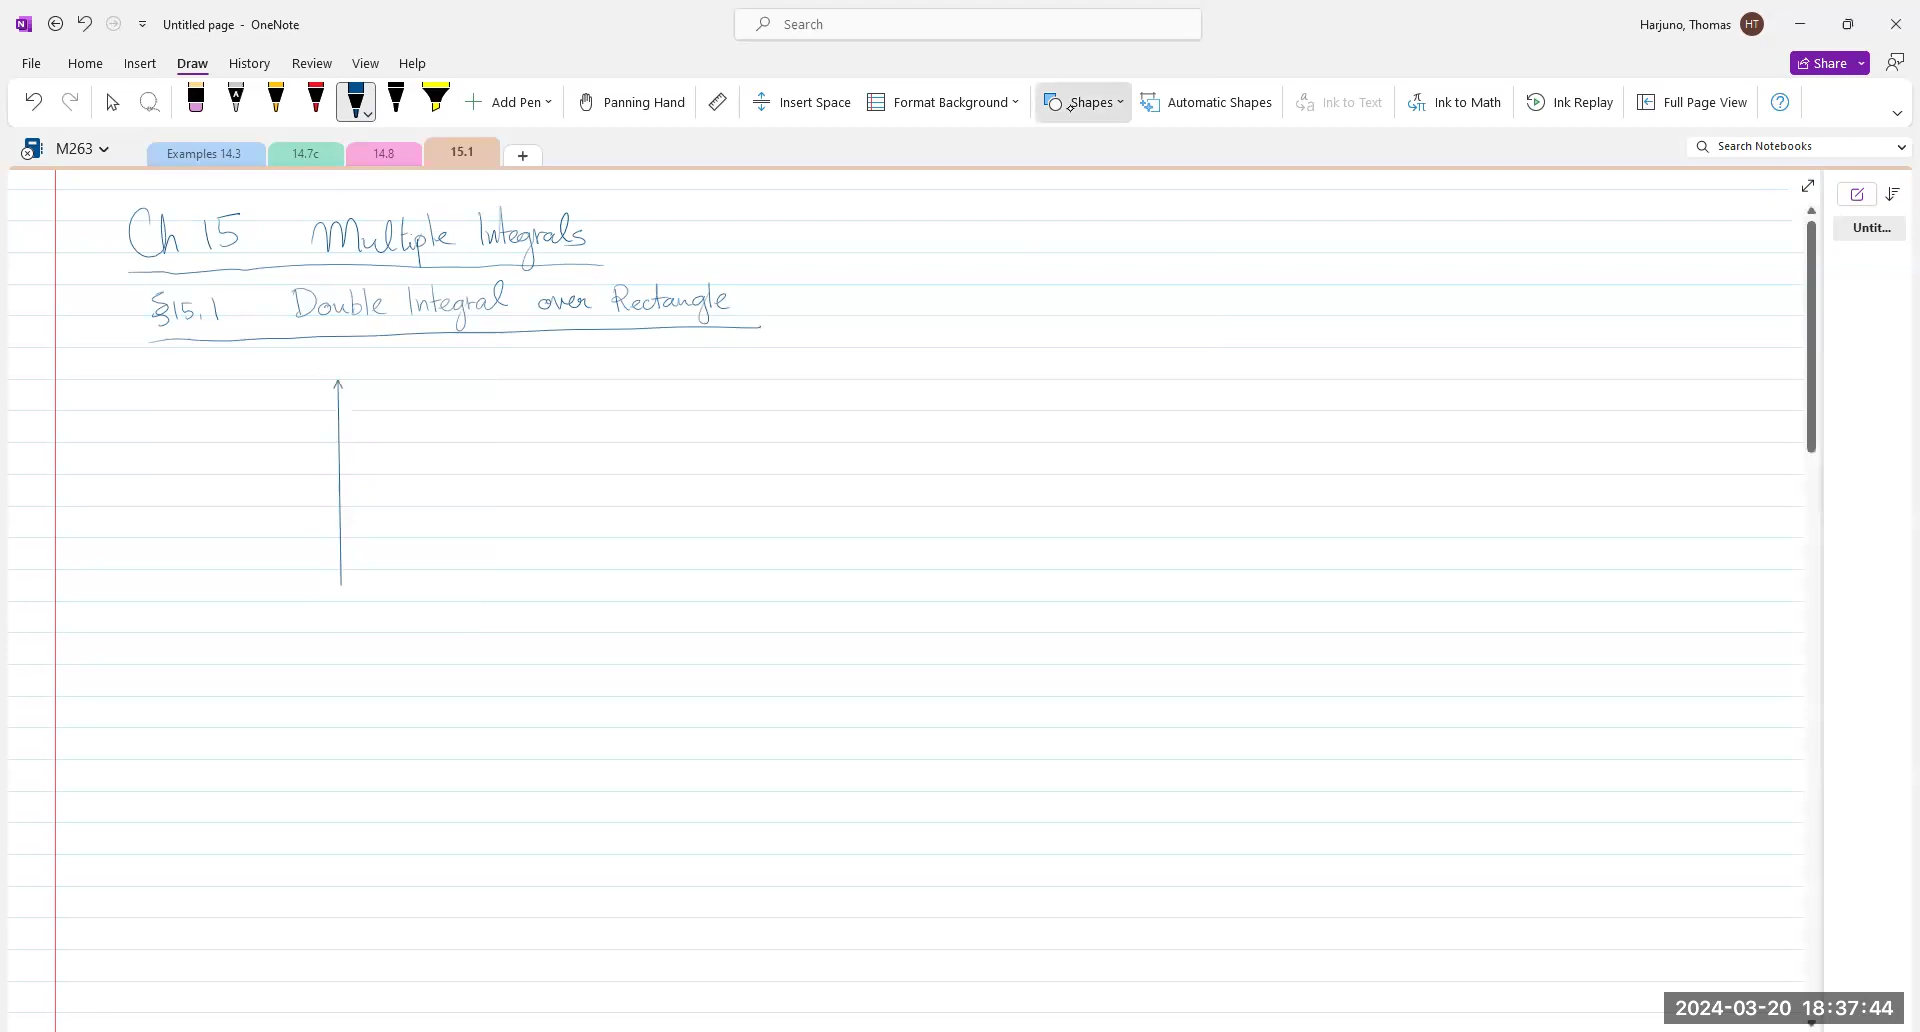 Untitled page - OneNote
Search
Harjuno, Thomas HT
File Home Insert Draw History Review View Help
Share
Add Pen Panning Hand Insert Space Format Background Shapes Automatic Shapes Ink to Text Ink to Math Ink Replay Full Page View
M263 Examples 14.3 14.7c 14.8 15.1 +
Search Notebooks
Untit...
Ch 15 Multiple Integrals
§15.1 Double Integral over Rectangle
2024-03-20 18:37:44